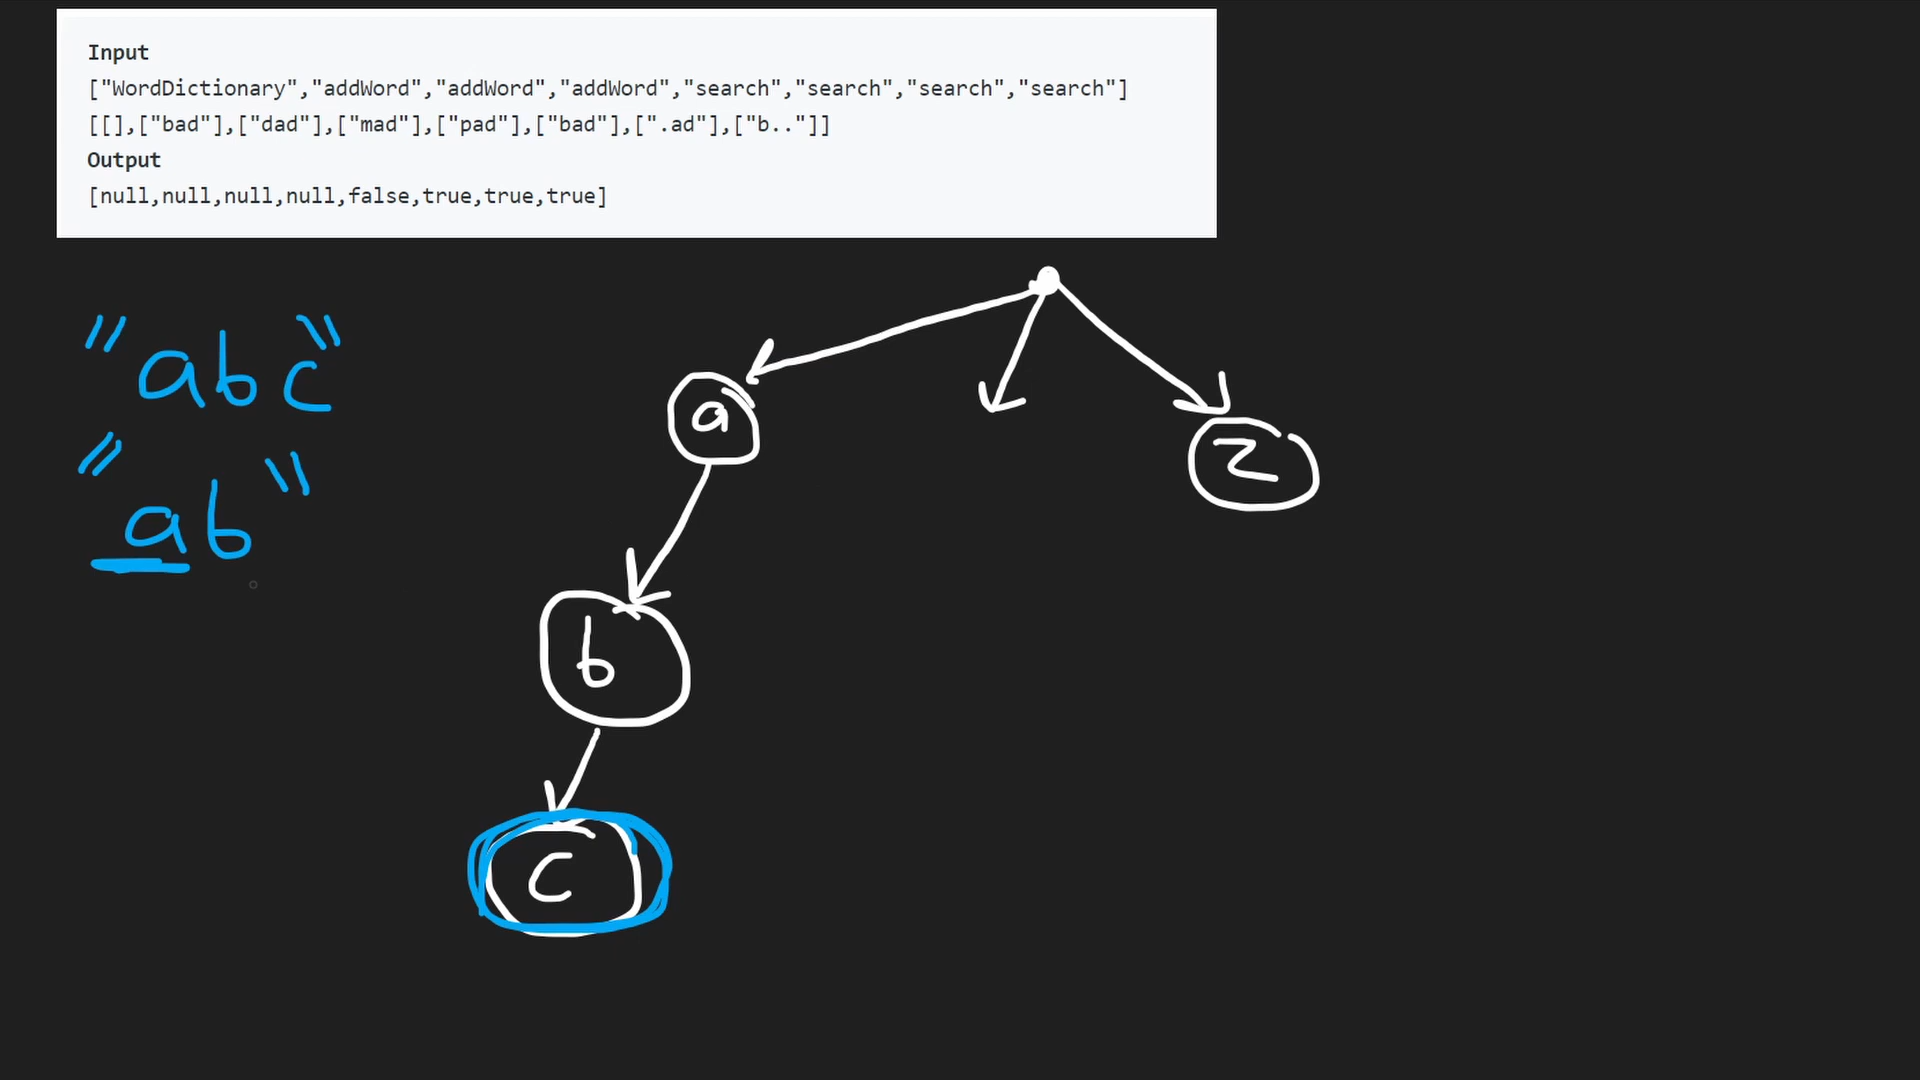 Input
["WordDictionary","addWord","addWord","addWord","search","search","search","search"]
[[],["bad"],["dad"],["mad"],["pad"],["bad"],[".ad"],["b.."]]
Output
[null,null,null,null,false,true,true,true]
"abc"
"ab"
a
z
b
c